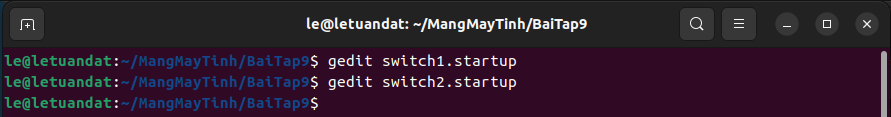 le@letuandat: ~/MangMayTinh/BaiTap9
le@letuandat:~/MangMayTinh/BaiTap9$ gedit switch1.startup
le@letuandat:~/MangMayTinh/BaiTap9$ gedit switch2.startup
le@letuandat:~/MangMayTinh/BaiTap9$